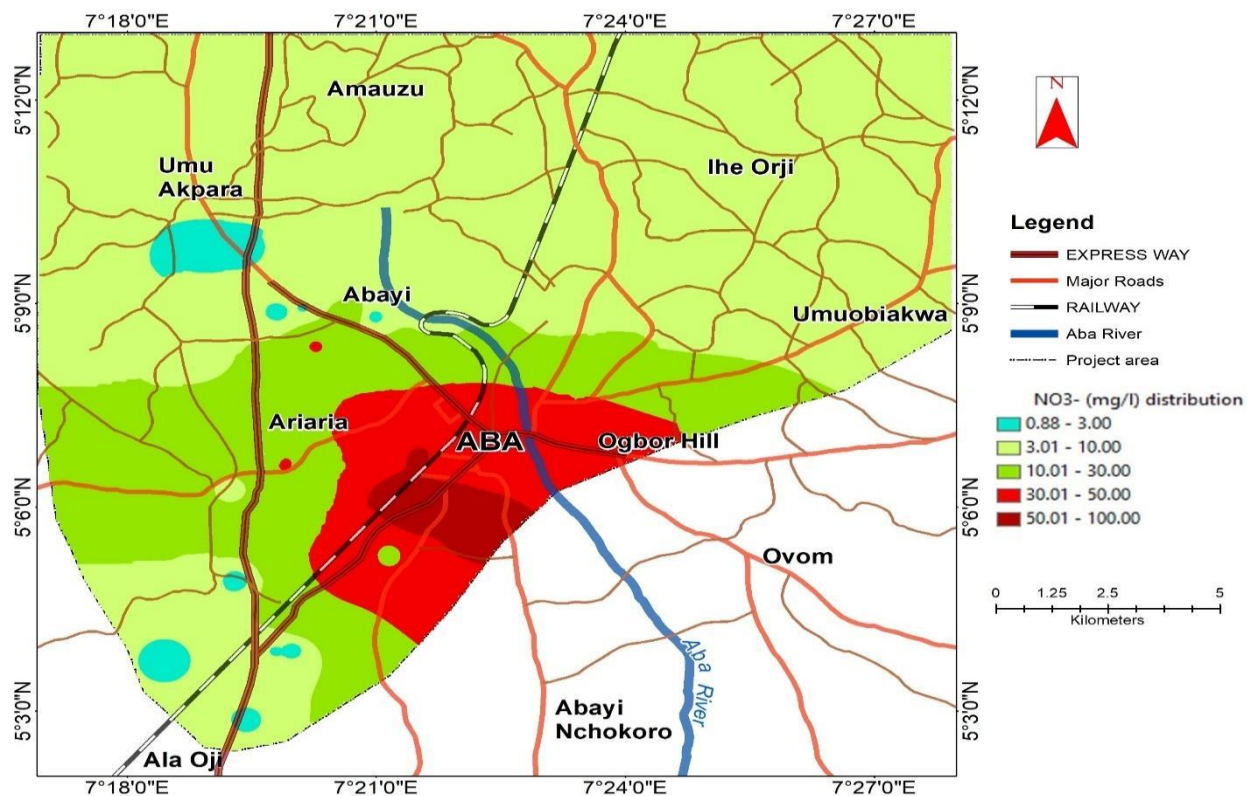 7°18'0"E 7°21'0"E 7°24'0"E 7°27'0"E
5°12'0"N
5°12'0"N
Amauzu
Umu
Akpara
Ihe Orji
N
Legend
EXPRESS WAY
Major Roads
RAILWAY
Aba River
Project area
5°9'0"N
5°9'0"N
Abayi
Umuobiakwa
NO3- (mg/l) distribution
0.88 - 3.00
3.01 - 10.00
10.01 - 30.00
30.01 - 50.00
50.01 - 100.00
Ariaria
ABA
Ogbor Hill
5°6'0"N
5°6'0"N
Ovom
0 1.25 2.5 5
Kilometers
Aba River
5°3'0"N
5°3'0"N
Abayi
Nchokoro
Ala Oji
7°18'0"E 7°21'0"E 7°24'0"E 7°27'0"E